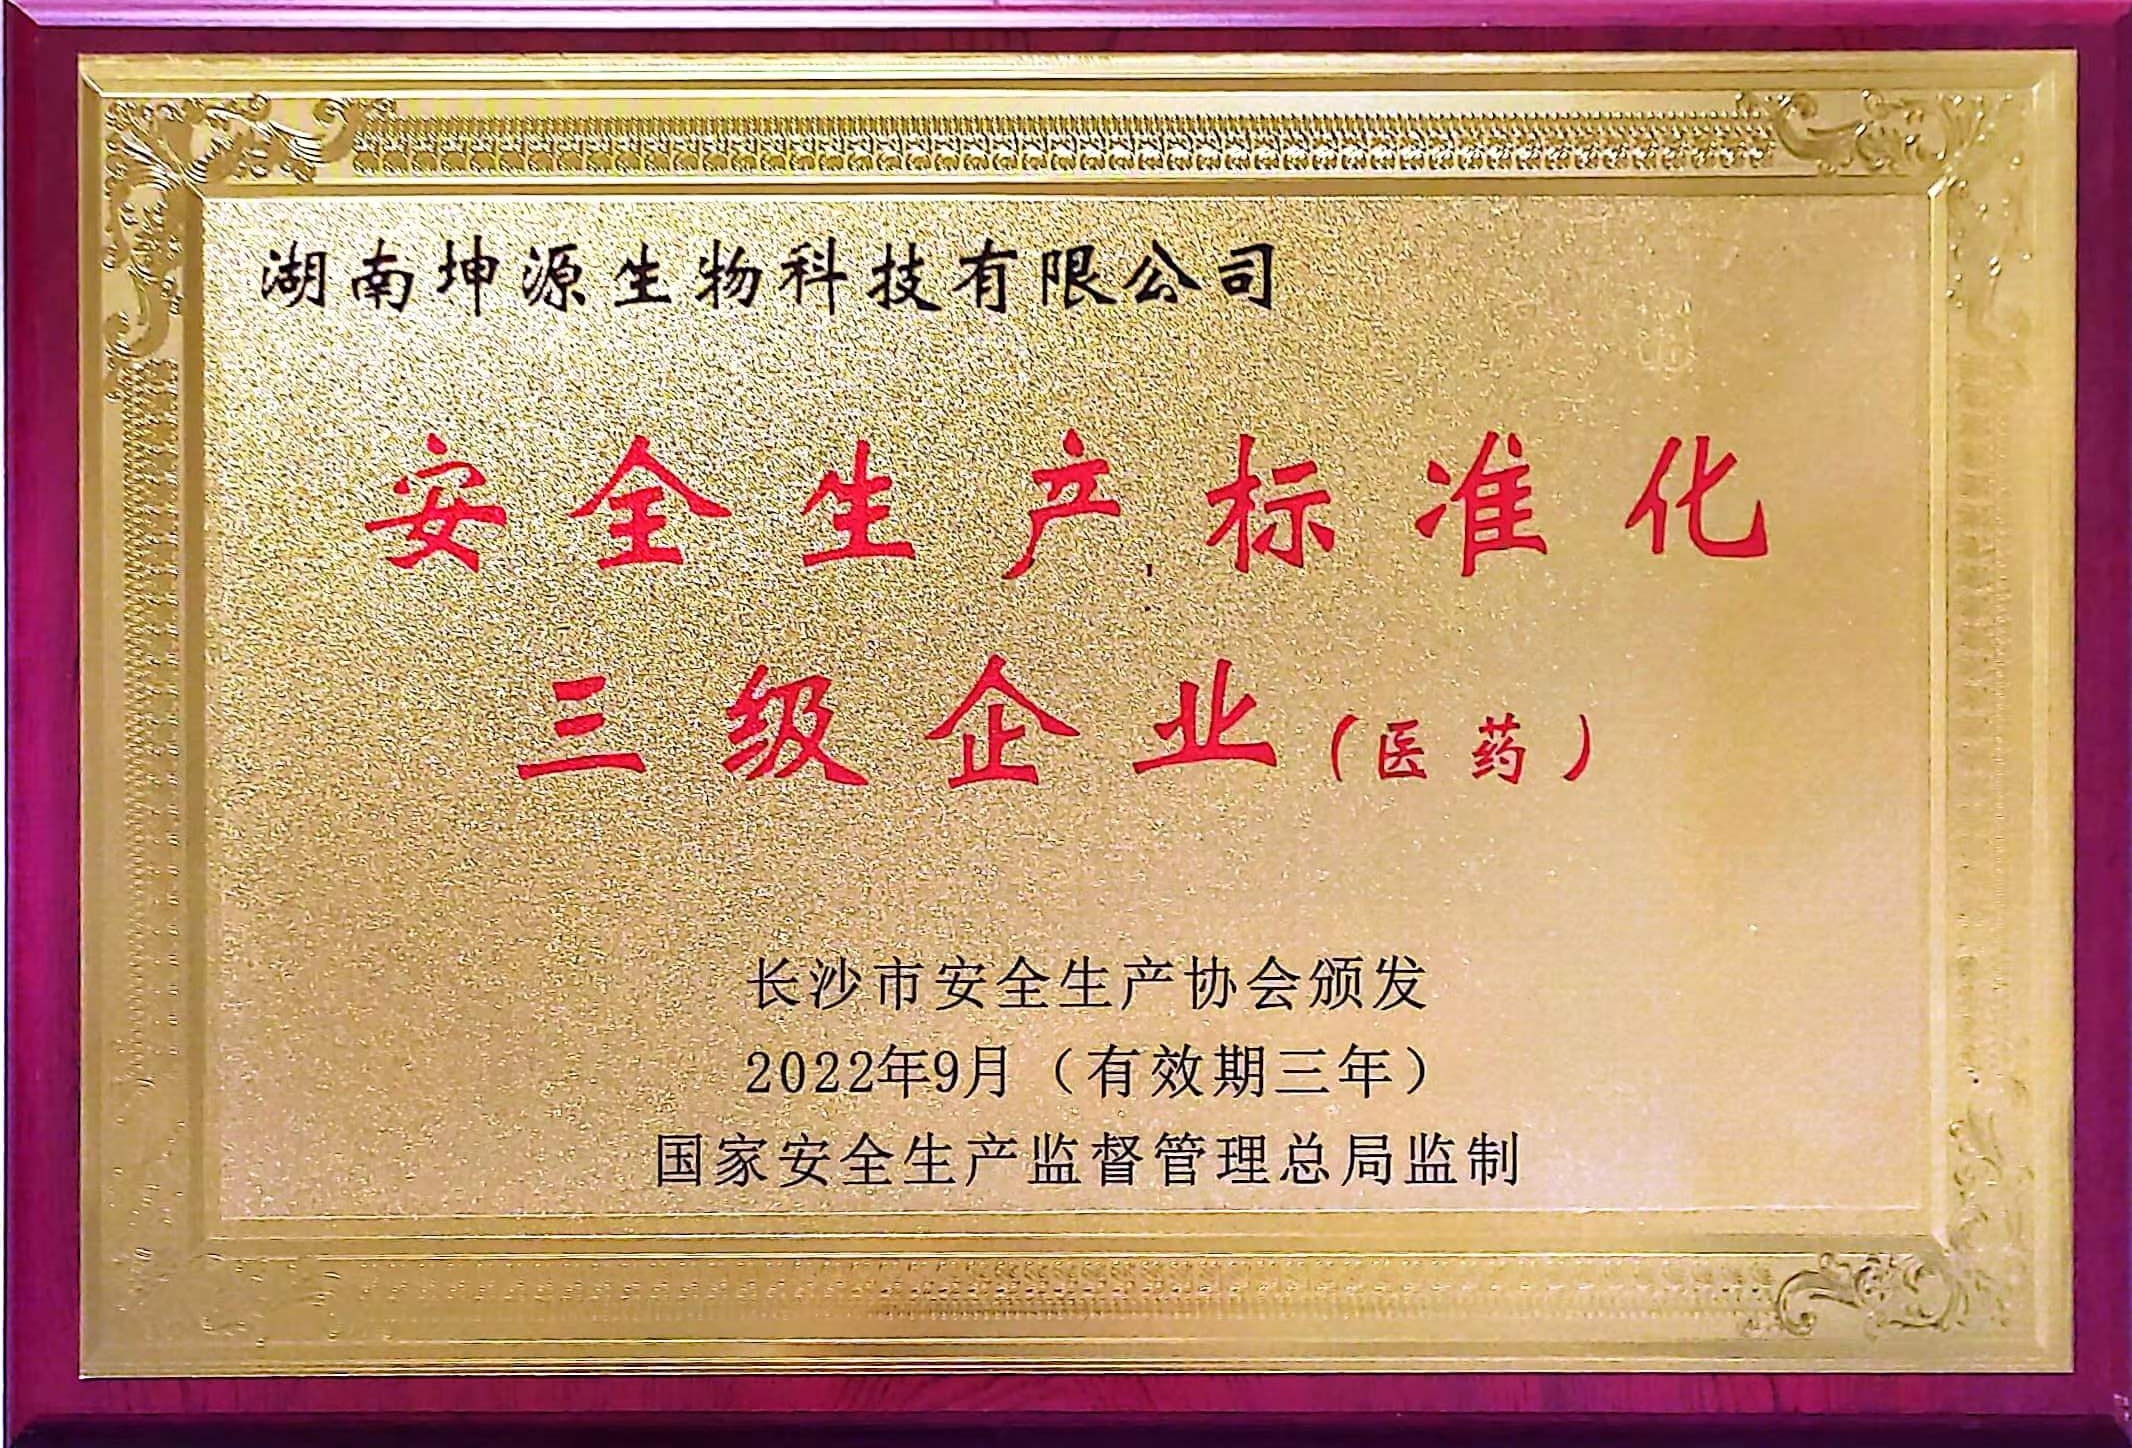 湖南坤源生物科技有限公司
安全生产标准化
三级企业（医药）
长沙市安全生产协会颁发
2022年9月（有效期三年）
国家安全生产监督管理总局监制